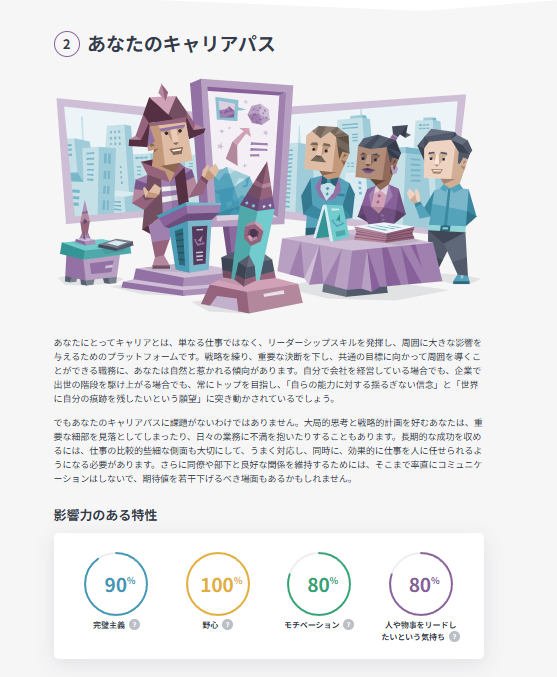 2 あなたのキャリアパス
あなたにとってキャリアとは、単なる仕事ではなく、リーダーシップスキルを発揮し、周囲に大きな影響を
与えるためのプラットフォームです。戦略を練り、重要な決断を下し、共通の目標に向かって周囲を導くこ
とができる職務に、あなたは自然と惹かれる傾向があります。自分で会社を経営している場合でも、企業で
出世の階段を駆け上がる場合でも、常にトップを目指し、「自らの能力に対する揺るぎない信念」と「世界
に自分の痕跡を残したいという願望」に突き動かされているでしょう。
でもあなたのキャリアパスに課題がないわけではありません。大局的思考と戦略的計画を好むあなたは、重
要な細部を見落としてしまったり、日々の業務に不満を抱いたりすることもあります。長期的な成功を収め
るには、仕事の比較的些細な側面も大切にして、うまく対応し、同時に、効果的に仕事を人に任せられるよ
うになる必要があります。さらに同僚や部下と良好な関係を維持するためには、そこまで率直にコミュニケ
ーションはしないで、期待値を若干下げるべき場面もあるかもしれません。
影響力のある特性
90% 100% 80% 80%
完璧主義 ? 野心 ? モチベーション ? 人や物事をリードし
たいという気持ち ?